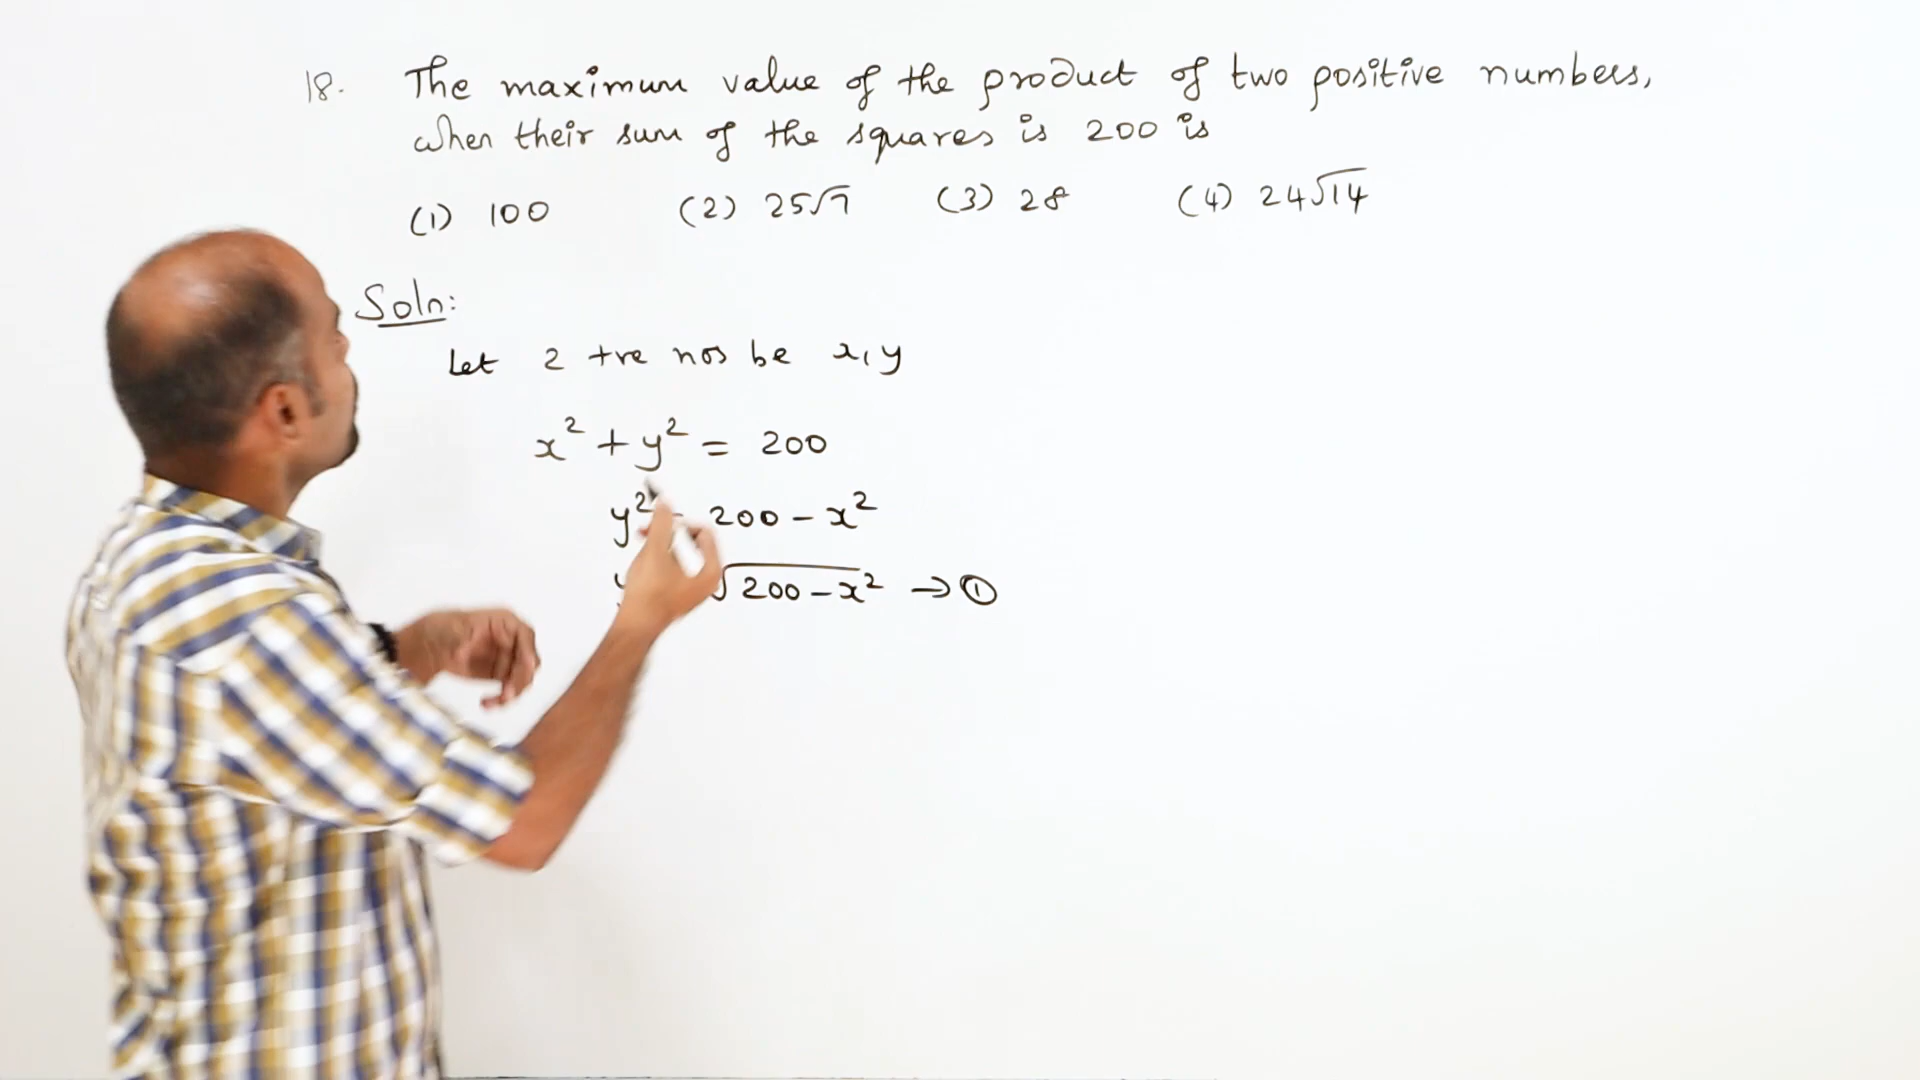 18. The maximum value of the product of two positive numbers,
when their sum of the squares is 200 is
(1) 100 (2) 25√7 (3) 28 (4) 24√14
Soln:
Let 2 +ve nos be x, y
x² + y² = 200
y² = 200 - x²
√200 - x² → ①